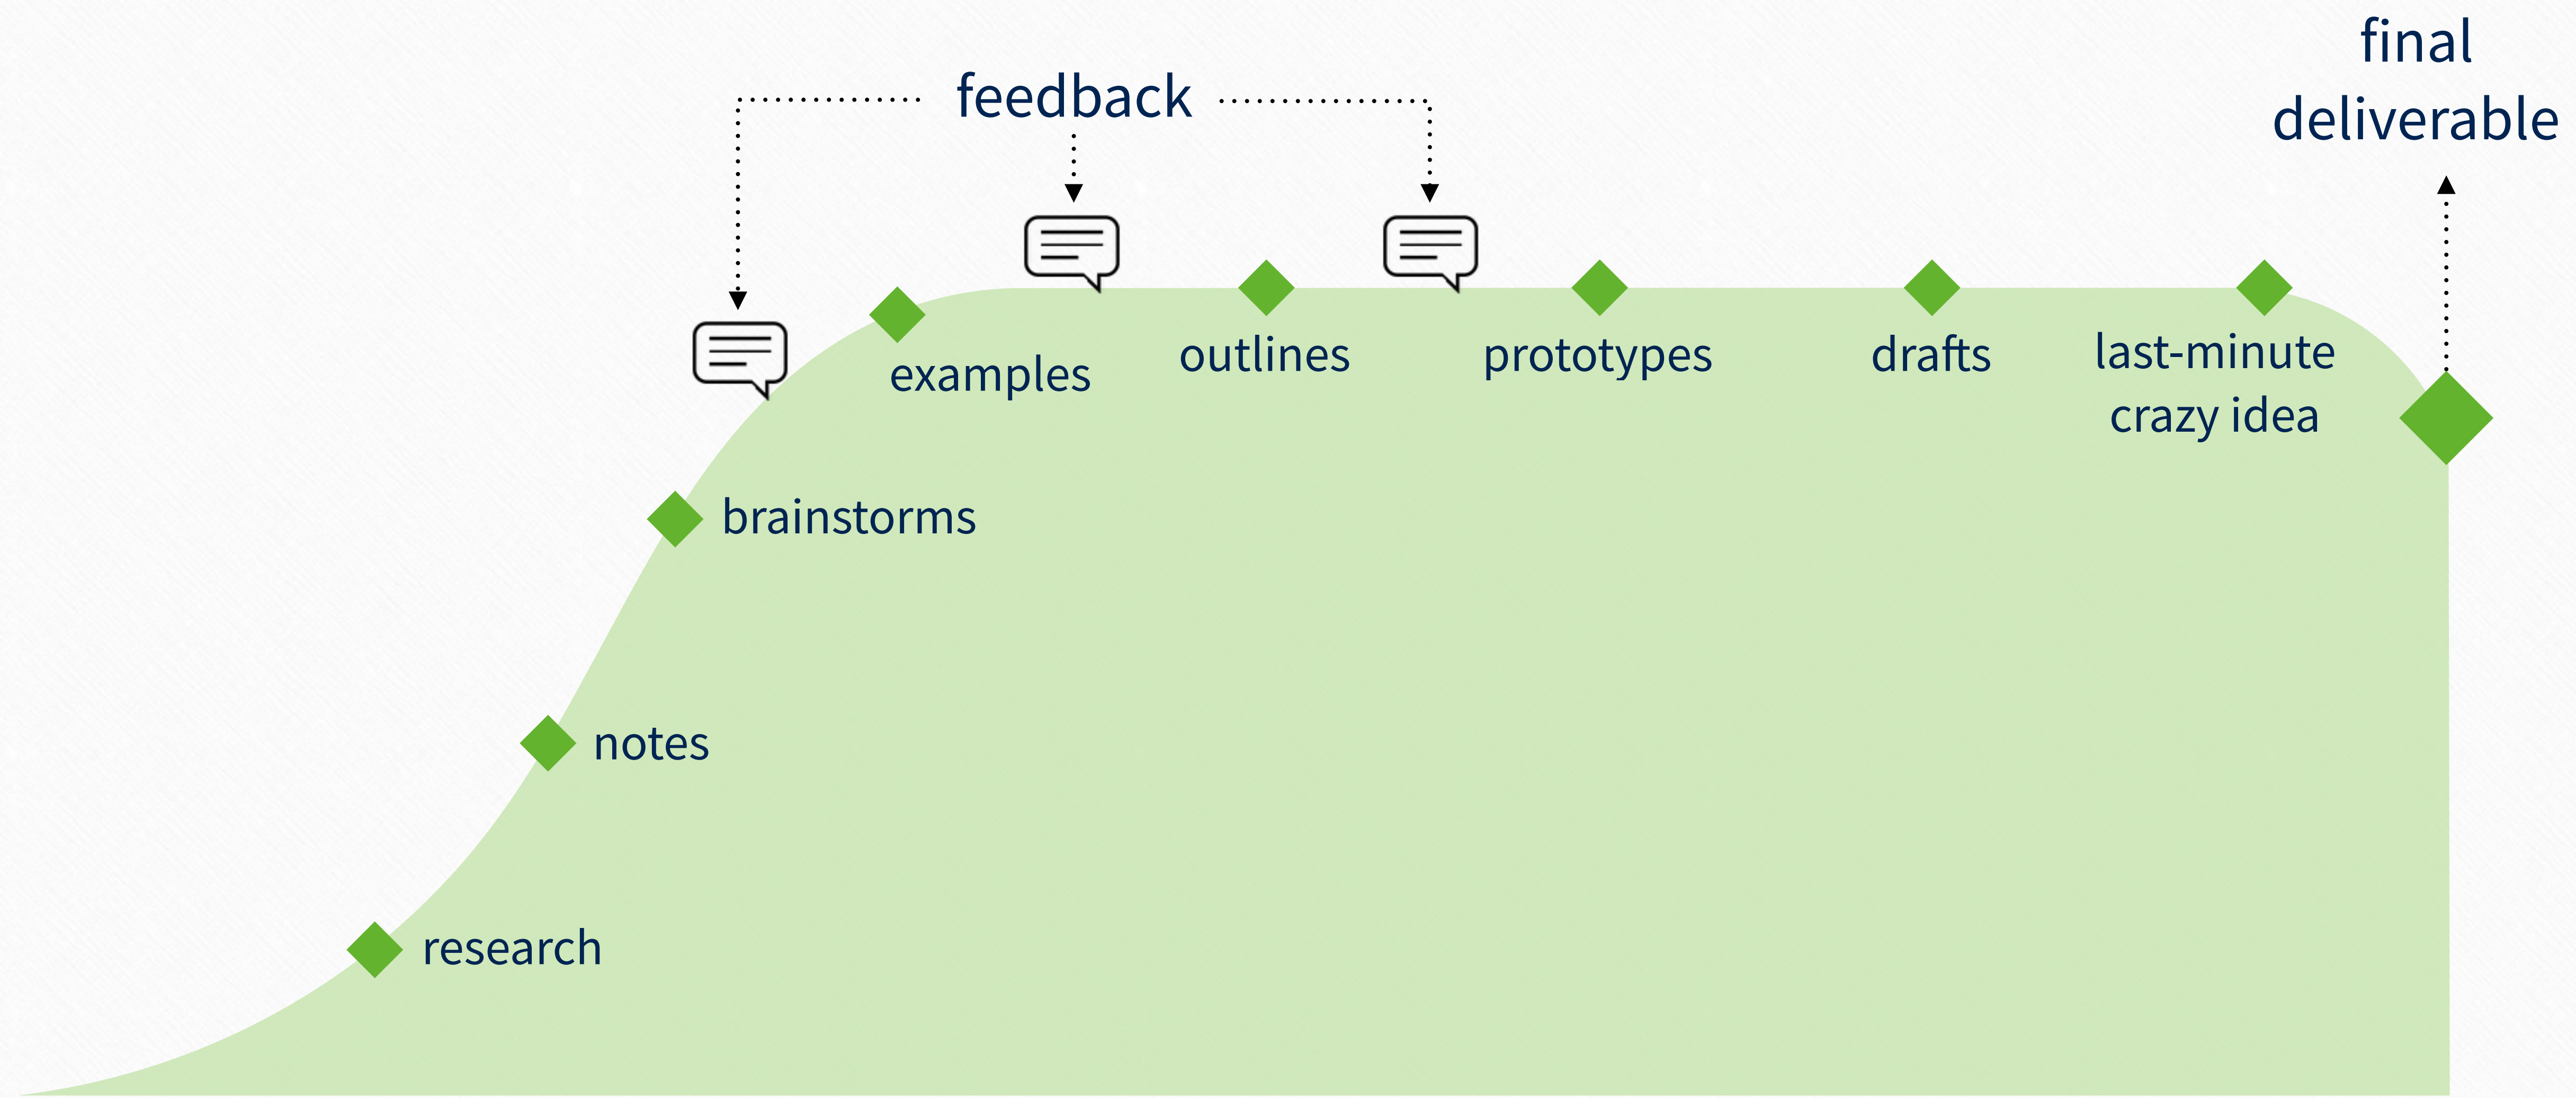 final
deliverable
feedback
examples
outlines
prototypes
drafts
last-minute
crazy idea
brainstorms
notes
research